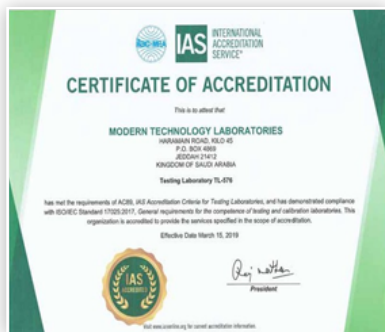 IAS
INTERNATIONAL
ACCREDITATION
SERVICE®
CERTIFICATE OF ACCREDITATION
This is to attest that
MODERN TECHNOLOGY LABORATORIES
HARAMAIN ROAD, KILO 45
P.O. BOX 4869
JEDDAH 21412
KINGDOM OF SAUDI ARABIA
Testing Laboratory TL-579
has met the requirements of AC89, IAS Accreditation Criteria for Testing Laboratories, and has demonstrated compliance
with ISO/IEC Standard 17025:2017, General requirements for the competence of testing and calibration laboratories. This
organization is accredited to provide the services specified in the scope of accreditation.
Effective Date March 15, 2019
IAS
ACCREDITED
President
Visit www.iasonline.org for current accreditation information.